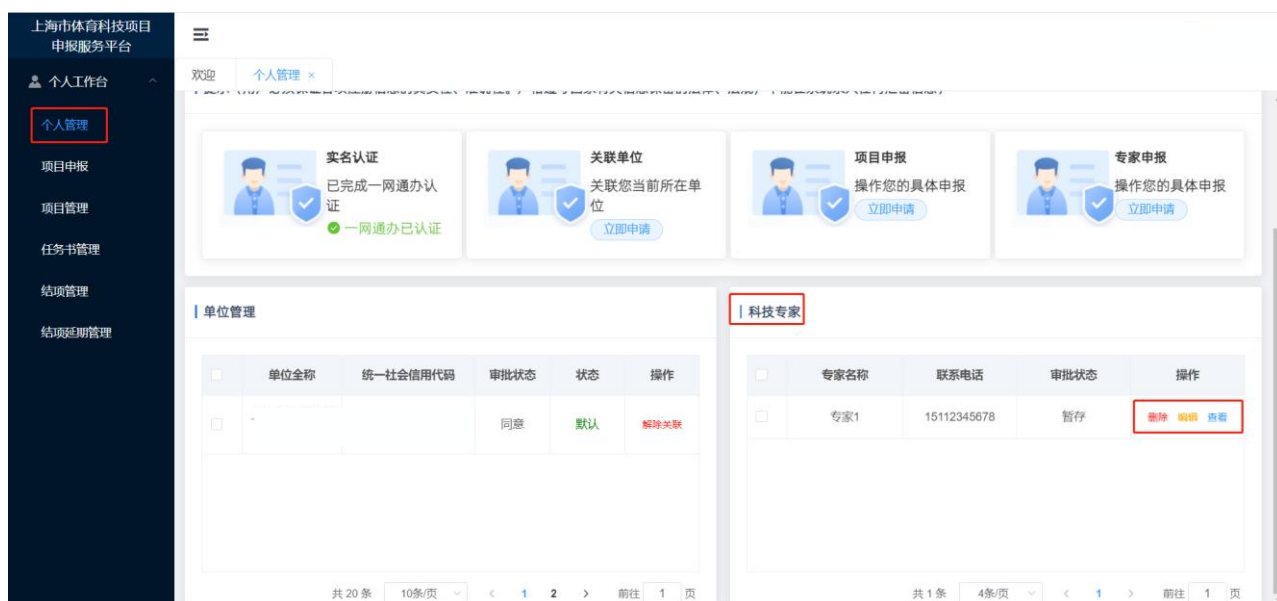 上海市体育科技项目
申报服务平台
个人工作台
个人管理
项目申报
项目管理
任务书管理
结项管理
结项延期管理
欢迎
个人管理 ×
实名认证
已完成一网通办认
证
一网通办已认证
关联单位
关联您当前所在单
位
立即申请
项目申报
操作您的具体申报
立即申请
专家申报
操作您的具体申报
立即申请
单位管理
单位全称 统一社会信用代码 审批状态 状态 操作
- 同意 默认 解除关联
共 20 条 10条/页 < 1 2 > 前往 1 页
科技专家
专家名称 联系电话 审批状态 操作
专家1 15112345678 暂存 删除 编辑 查看
共 1 条 4条/页 < 1 > 前往 1 页